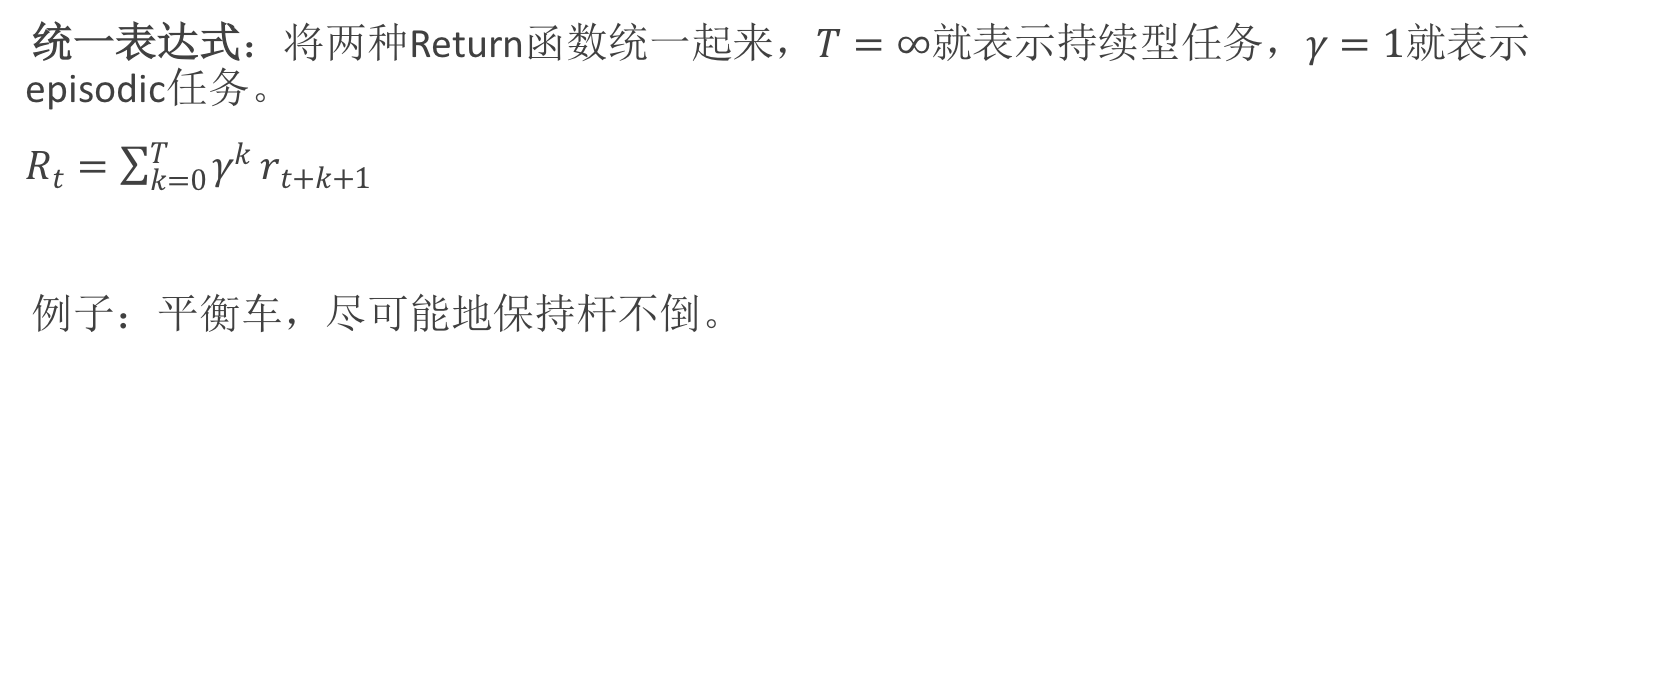 统一表达式：将两种Return函数统一起来，T = ∞就表示持续型任务，γ = 1就表示
episodic任务。
R_t = ∑_{k=0}^{T} γ^k r_{t+k+1}
例子：平衡车，尽可能地保持杆不倒。